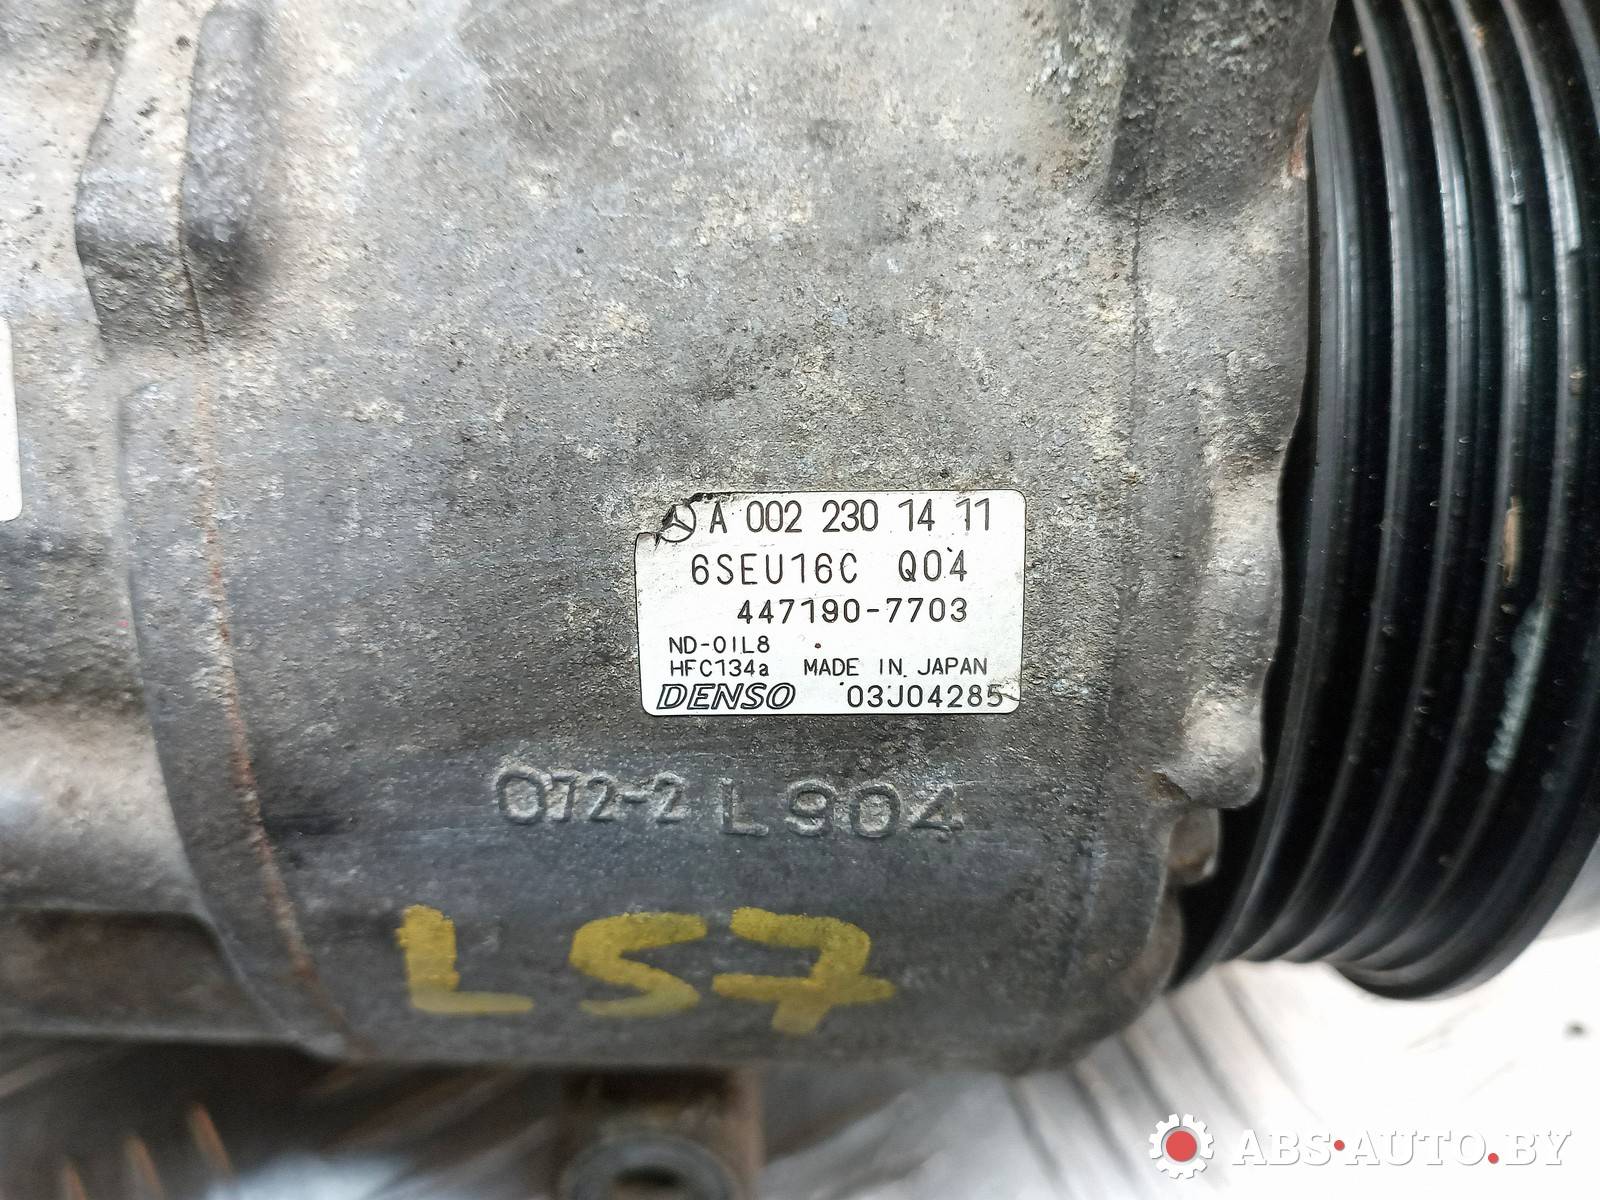 A 002 230 14 11
6SEU16C Q04
447190-7703
ND-OIL8
HFC134a MADE IN JAPAN
DENSO 03J04285
072-2 L 904
LS7
ABS-AUTO.BY